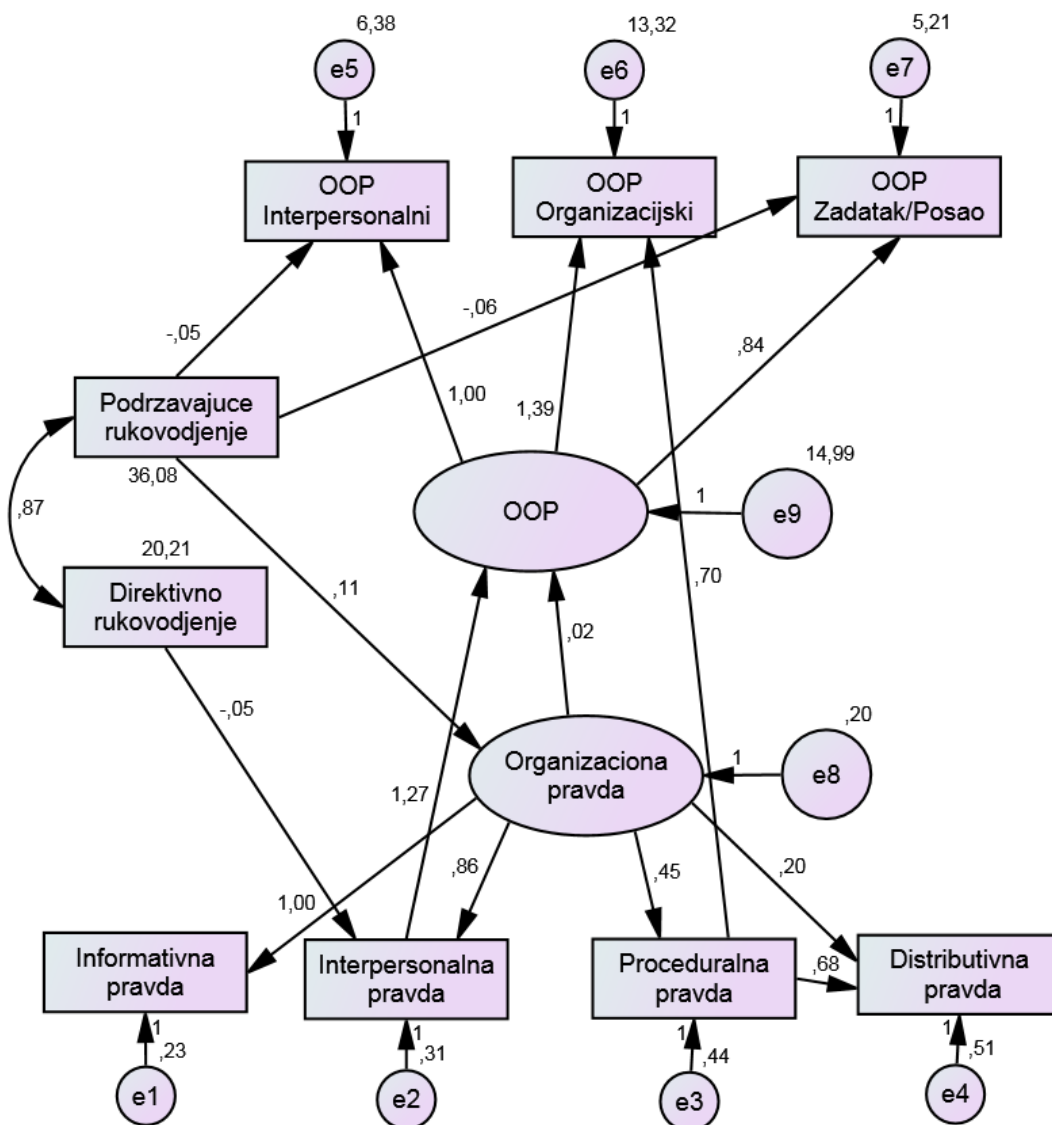 6,38
13,32
5,21
e5
e6
e7
1
1
1
OOP
Interpersonalni
OOP
Organizacijski
OOP
Zadatak/Posao
-,05
-,06
,84
1,00
1,39
Podrzavajuce
rukovodjenje
36,08
14,99
OOP
1
e9
,87
20,21
Direktivno
rukovodjenje
,11
,70
,02
-,05
,20
Organizaciona
pravda
1
e8
1,27
,86
,45
,20
1,00
Informativna
pravda
Interpersonalna
pravda
Proceduralna
pravda
,68
Distributivna
pravda
1
,23
1
,31
1
,44
1
,51
e1
e2
e3
e4